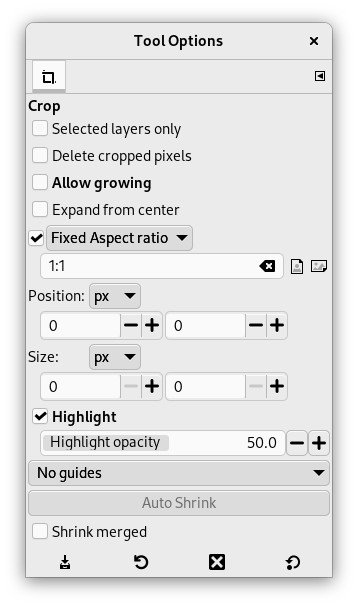 Tool Options
Crop
Selected layers only
Delete cropped pixels
Allow growing
Expand from center
Fixed Aspect ratio
1:1
Position: px
0 0
Size: px
0 0
Highlight
Highlight opacity 50.0
No guides
Auto Shrink
Shrink merged